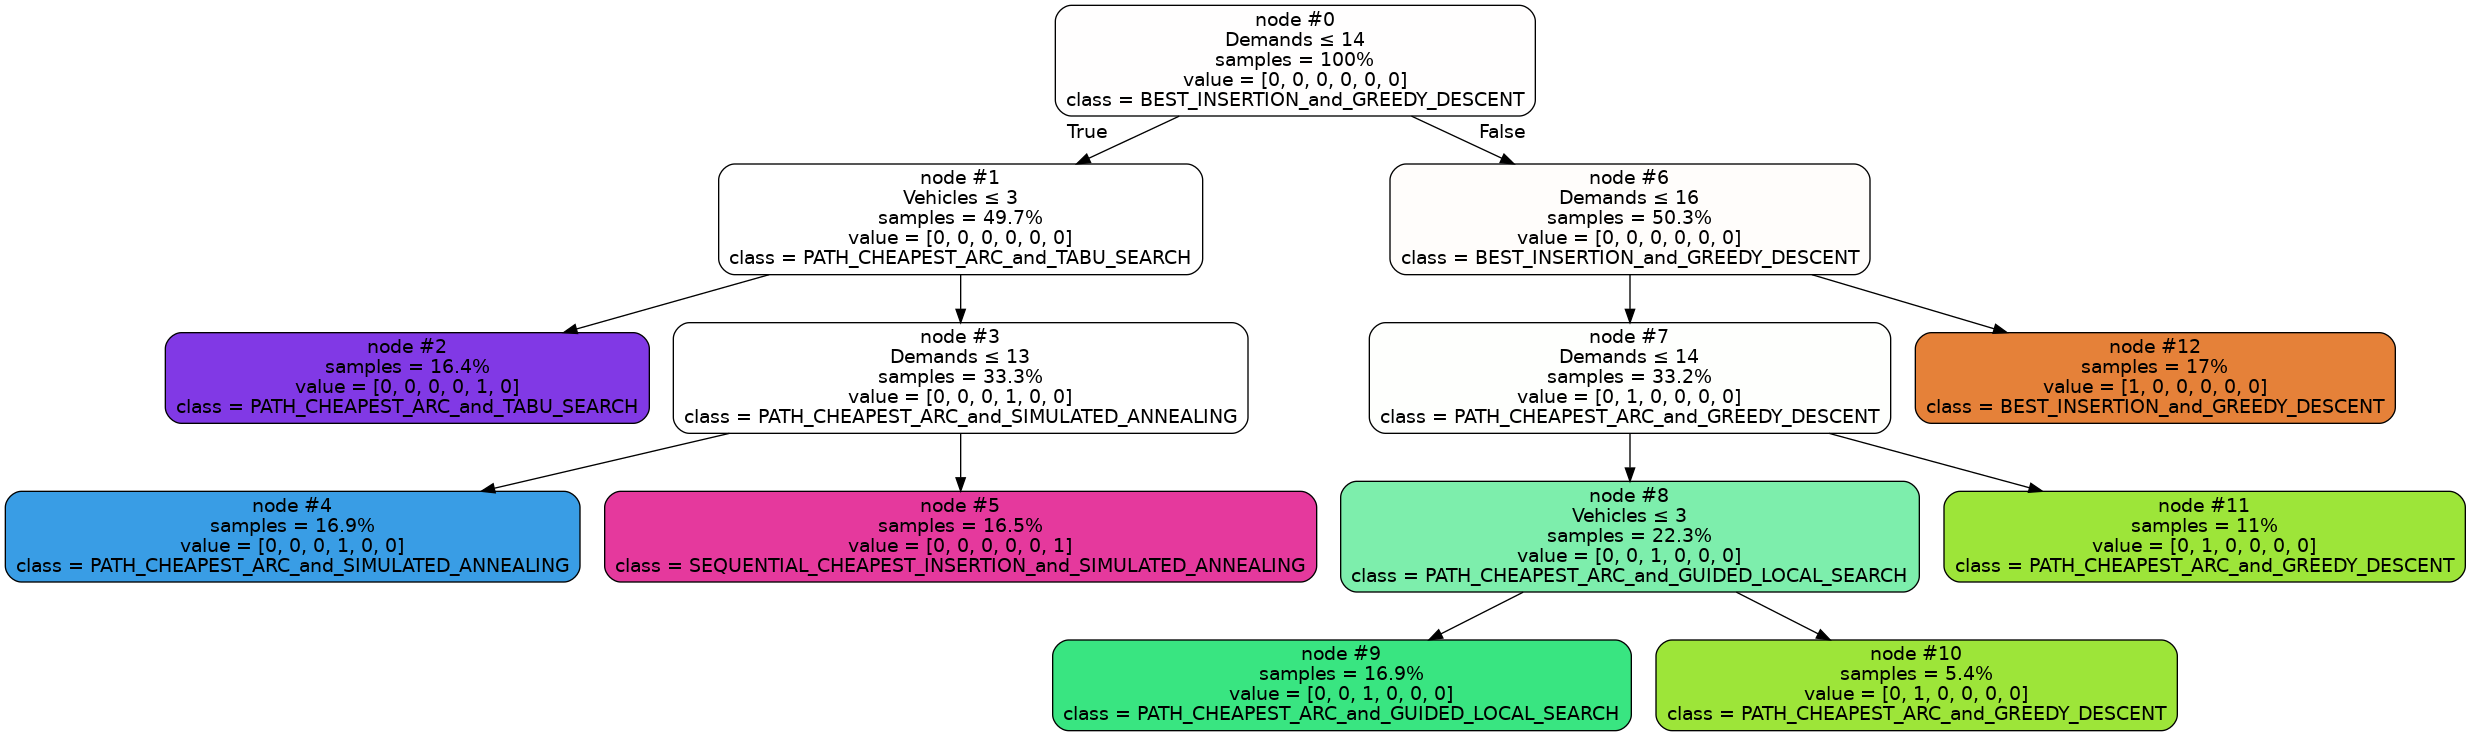 node #0
Demands ≤ 14
samples = 100%
value = [0, 0, 0, 0, 0, 0]
class = BEST_INSERTION_and_GREEDY_DESCENT
True
False
node #1
Vehicles ≤ 3
samples = 49.7%
value = [0, 0, 0, 0, 0, 0]
class = PATH_CHEAPEST_ARC_and_TABU_SEARCH
node #6
Demands ≤ 16
samples = 50.3%
value = [0, 0, 0, 0, 0, 0]
class = BEST_INSERTION_and_GREEDY_DESCENT
node #2
samples = 16.4%
value = [0, 0, 0, 0, 1, 0]
class = PATH_CHEAPEST_ARC_and_TABU_SEARCH
node #3
Demands ≤ 13
samples = 33.3%
value = [0, 0, 0, 1, 0, 0]
class = PATH_CHEAPEST_ARC_and_SIMULATED_ANNEALING
node #7
Demands ≤ 14
samples = 33.2%
value = [0, 1, 0, 0, 0, 0]
class = PATH_CHEAPEST_ARC_and_GREEDY_DESCENT
node #12
samples = 17%
value = [1, 0, 0, 0, 0, 0]
class = BEST_INSERTION_and_GREEDY_DESCENT
node #4
samples = 16.9%
value = [0, 0, 0, 1, 0, 0]
class = PATH_CHEAPEST_ARC_and_SIMULATED_ANNEALING
node #5
samples = 16.5%
value = [0, 0, 0, 0, 0, 1]
class = SEQUENTIAL_CHEAPEST_INSERTION_and_SIMULATED_ANNEALING
node #8
Vehicles ≤ 3
samples = 22.3%
value = [0, 0, 1, 0, 0, 0]
class = PATH_CHEAPEST_ARC_and_GUIDED_LOCAL_SEARCH
node #11
samples = 11%
value = [0, 1, 0, 0, 0, 0]
class = PATH_CHEAPEST_ARC_and_GREEDY_DESCENT
node #9
samples = 16.9%
value = [0, 0, 1, 0, 0, 0]
class = PATH_CHEAPEST_ARC_and_GUIDED_LOCAL_SEARCH
node #10
samples = 5.4%
value = [0, 1, 0, 0, 0, 0]
class = PATH_CHEAPEST_ARC_and_GREEDY_DESCENT